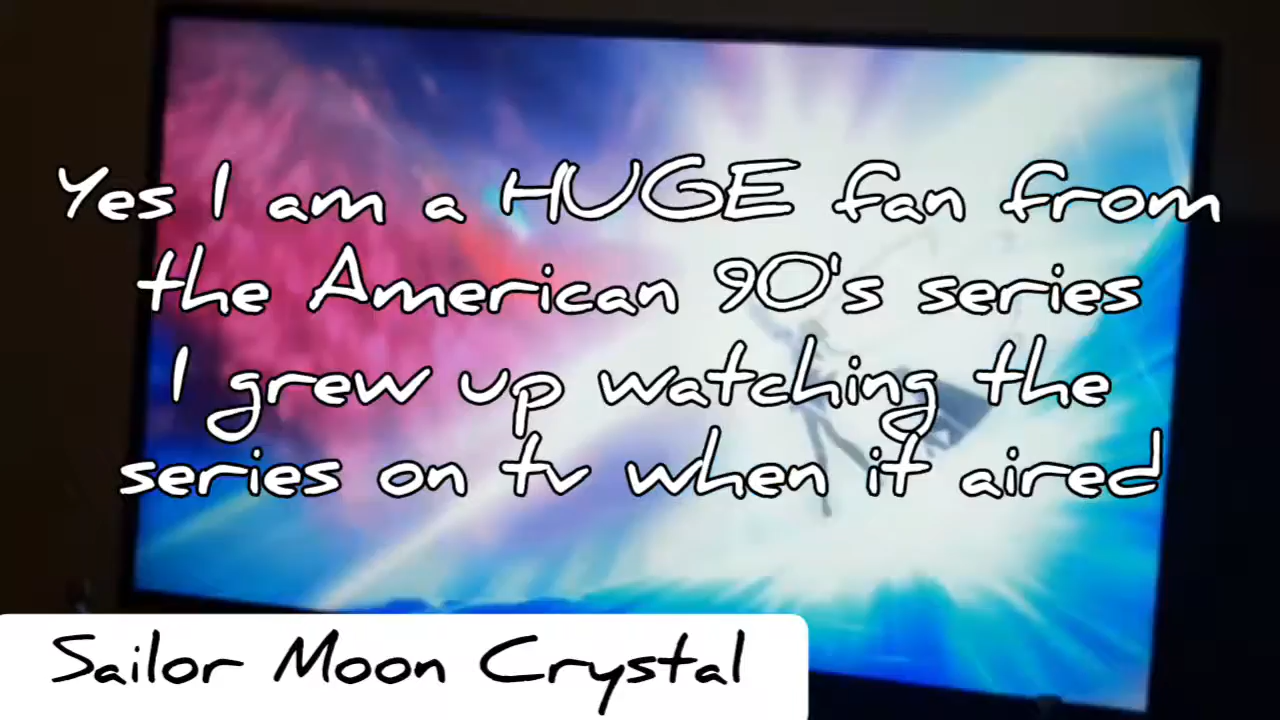 Yes I am a HUGE fan from
the American 90's series
I grew up watching the
series on tv when it aired
Sailor Moon Crystal